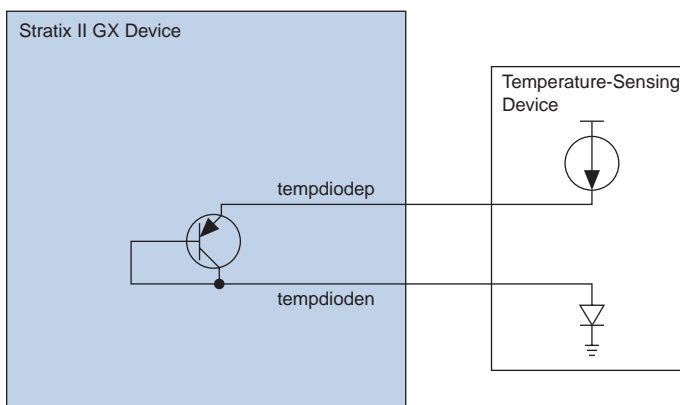 Stratix II GX Device
Temperature-Sensing
Device
tempdiodep
tempdioden